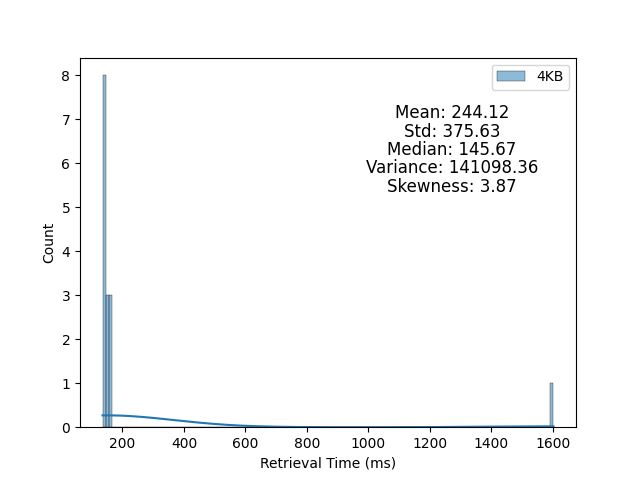 4KB
Mean: 244.12
Std: 375.63
Median: 145.67
Variance: 141098.36
Skewness: 3.87
8
7
6
5
4
3
2
1
0
Count
200 400 600 800 1000 1200 1400 1600
Retrieval Time (ms)